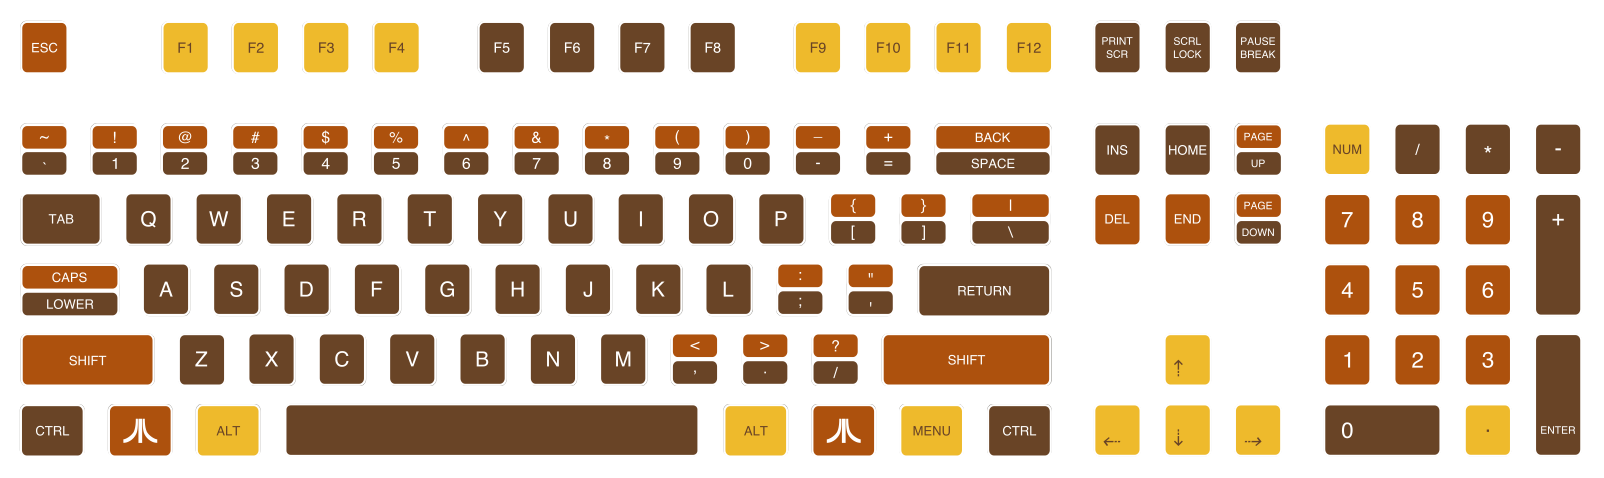 ESC F1 F2 F3 F4 F5 F6 F7 F8 F9 F10 F11 F12 PRINT SCRL PAUSE
SCR LOCK BREAK
~ ! @ # $ % ^ & * ( ) _ + BACK PAGE
` 1 2 3 4 5 6 7 8 9 0 - = SPACE INS HOME UP NUM / * -
TAB Q W E R T Y U I O P { } | DEL END PAGE 7 8 9 +
[ ] \ DOWN
CAPS A S D F G H J K L : " RETURN 4 5 6
LOWER ; '
SHIFT Z X C V B N M < > ? SHIFT ↑ 1 2 3
, . /
CTRL ALT ALT MENU CTRL ← ↓ → 0 . ENTER